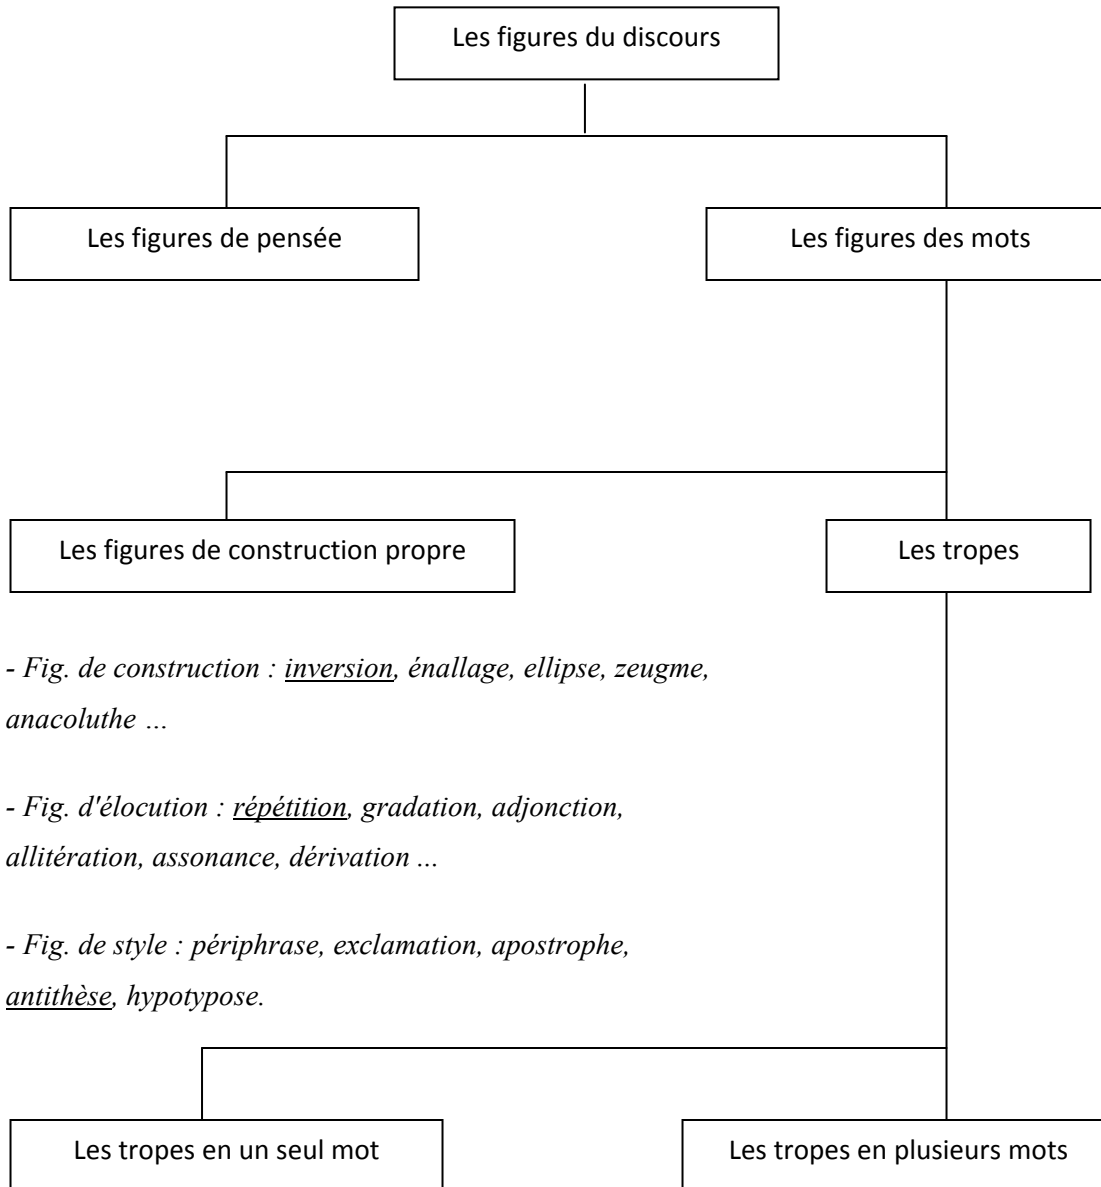 Les figures du discours
Les figures de pensée
Les figures des mots
Les figures de construction propre
Les tropes
- Fig. de construction : inversion, énallage, ellipse, zeugme,
anacoluthe ...
- Fig. d'élocution : répétition, gradation, adjonction,
allitération, assonance, dérivation ...
- Fig. de style : périphrase, exclamation, apostrophe,
antithèse, hypotypose.
Les tropes en un seul mot
Les tropes en plusieurs mots